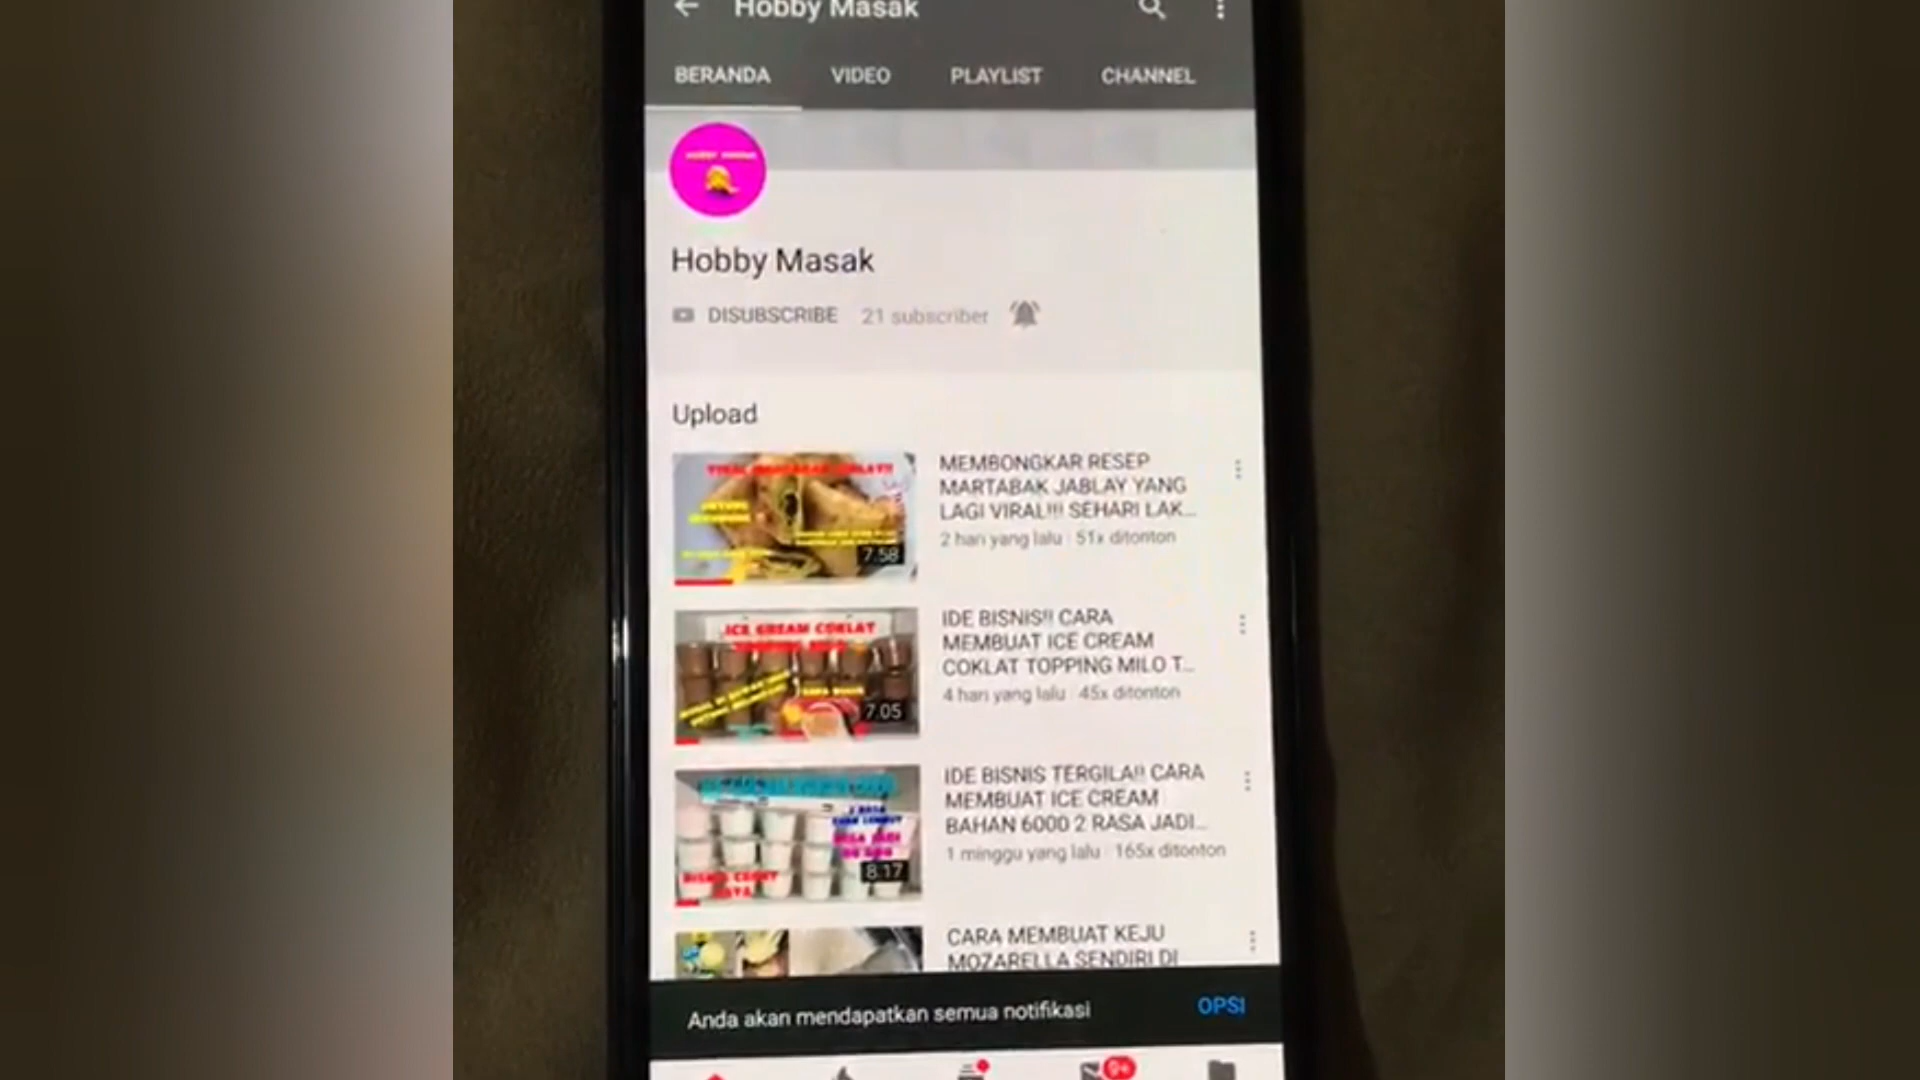 Hobby Masak
BERANDA VIDEO PLAYLIST CHANNEL
Hobby Masak
DISUBSCRIBE 21 subscriber
Upload
7.58
MEMBONGKAR RESEP
MARTABAK JABLAY YANG
LAGI VIRAL!!! SEHARI LAK...
2 hari yang lalu · 51x ditonton
ICE CREAM COKLAT
7.05
IDE BISNIS!! CARA
MEMBUAT ICE CREAM
COKLAT TOPPING MILO T...
4 hari yang lalu · 45x ditonton
8.17
IDE BISNIS TERGILA!! CARA
MEMBUAT ICE CREAM
BAHAN 6000 2 RASA JADI...
1 minggu yang lalu · 165x ditonton
CARA MEMBUAT KEJU
MOZARELLA SENDIRI DI
Anda akan mendapatkan semua notifikasi OPSI
9+